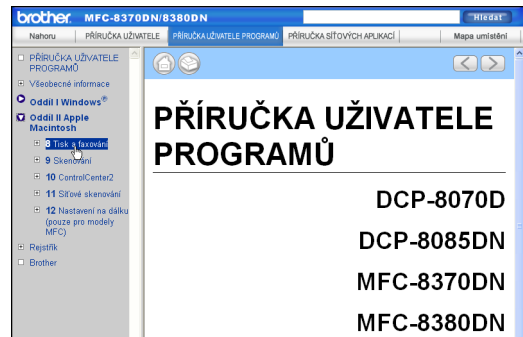 brother. MFC-8370DN/8380DN
Hledat
Nahoru PŘÍRUČKA UŽIVATELE PŘÍRUČKA UŽIVATELE PROGRAMŮ PŘÍRUČKA SÍŤOVÝCH APLIKACÍ Mapa umístění
PŘÍRUČKA UŽIVATELE
PROGRAMŮ
Všeobecné informace
Oddíl I Windows®
Oddíl II Apple
Macintosh
8 Tisk a faxování
9 Skenování
10 ControlCenter2
11 Síťové skenování
12 Nastavení na dálku
(pouze pro modely
MFC)
Rejstřík
Brother
PŘÍRUČKA UŽIVATELE
PROGRAMŮ
DCP-8070D
DCP-8085DN
MFC-8370DN
MFC-8380DN